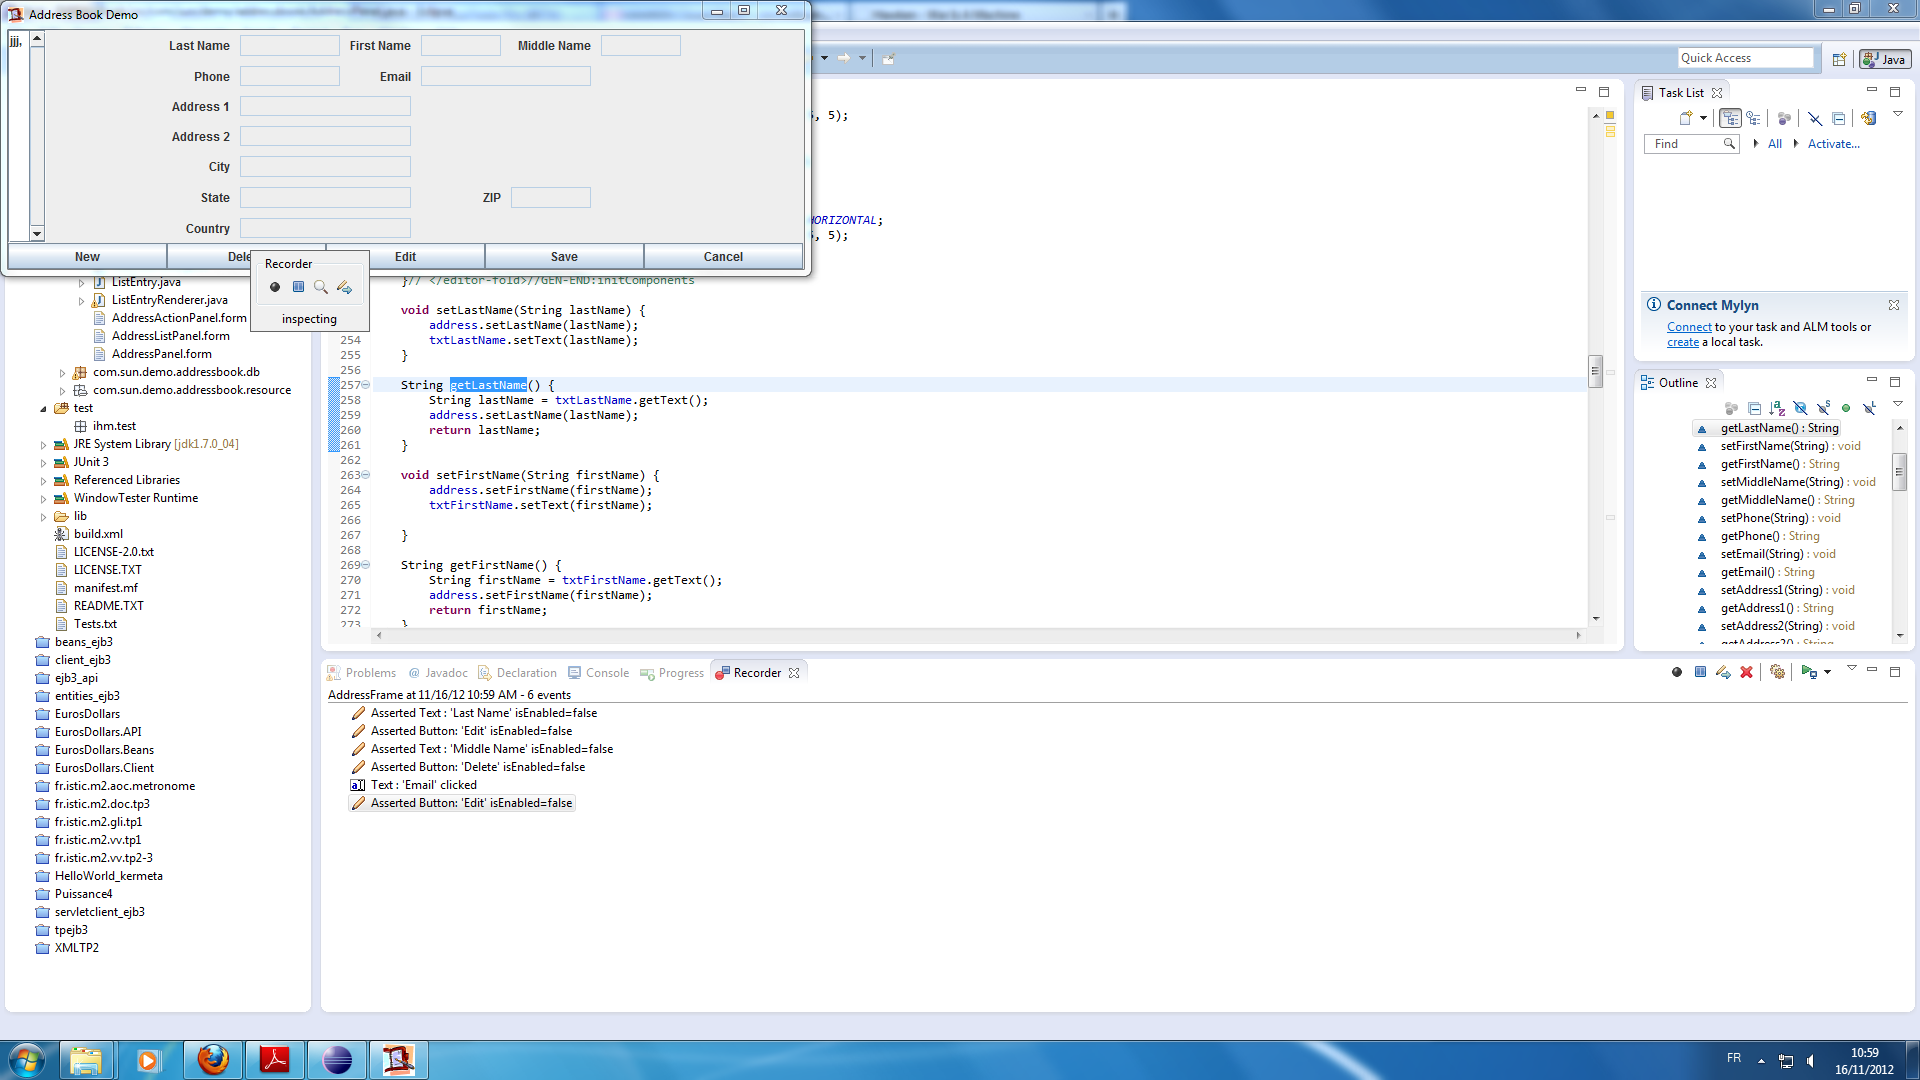 Address Book Demo
jjj,
Last Name First Name Middle Name
Phone Email
Address 1
Address 2
City
State ZIP
Country
New Edit Save Cancel
Recorder
inspecting
ListEntry.java
ListEntryRenderer.java
AddressActionPanel.form
AddressListPanel.form
AddressPanel.form
com.sun.demo.addressbook.db
com.sun.demo.addressbook.resource
test
ihm.test
JRE System Library [jdk1.7.0_04]
JUnit 3
Referenced Libraries
WindowTester Runtime
lib
build.xml
LICENSE-2.0.txt
LICENSE.TXT
manifest.mf
README.TXT
Tests.txt
beans_ejb3
client_ejb3
ejb3_api
entities_ejb3
EurosDollars
EurosDollars.API
EurosDollars.Beans
EurosDollars.Client
fr.istic.m2.aoc.metronome
fr.istic.m2.doc.tp3
fr.istic.m2.gli.tp1
fr.istic.m2.vv.tp1
fr.istic.m2.vv.tp2-3
HelloWorld_kermeta
Puissance4
servletclient_ejb3
tpejb3
XMLTP2
, 5);
HORIZONTAL;
, 5);
}// </editor-fold>//GEN-END:initComponents
void setLastName(String lastName) {
address.setLastName(lastName);
254 txtLastName.setText(lastName);
255 }
256
257 String getLastName() {
258 String lastName = txtLastName.getText();
259 address.setLastName(lastName);
260 return lastName;
261 }
262
263 void setFirstName(String firstName) {
264 address.setFirstName(firstName);
265 txtFirstName.setText(firstName);
266
267 }
268
269 String getFirstName() {
270 String firstName = txtFirstName.getText();
271 address.setFirstName(firstName);
272 return firstName;
273 }
Quick Access
Java
Task List
Find All Activate...
Connect Mylyn
Connect to your task and ALM tools or
create a local task.
Outline
getLastName() : String
setFirstName(String) : void
getFirstName() : String
setMiddleName(String) : void
getMiddleName() : String
setPhone(String) : void
getPhone() : String
setEmail(String) : void
getEmail() : String
setAddress1(String) : void
getAddress1() : String
setAddress2(String) : void
getAddress2() : String
Problems Javadoc Declaration Console Progress Recorder
AddressFrame at 11/16/12 10:59 AM - 6 events
Asserted Text : 'Last Name' isEnabled=false
Asserted Button: 'Edit' isEnabled=false
Asserted Text : 'Middle Name' isEnabled=false
Asserted Button: 'Delete' isEnabled=false
Text : 'Email' clicked
Asserted Button: 'Edit' isEnabled=false
FR
10:59
16/11/2012